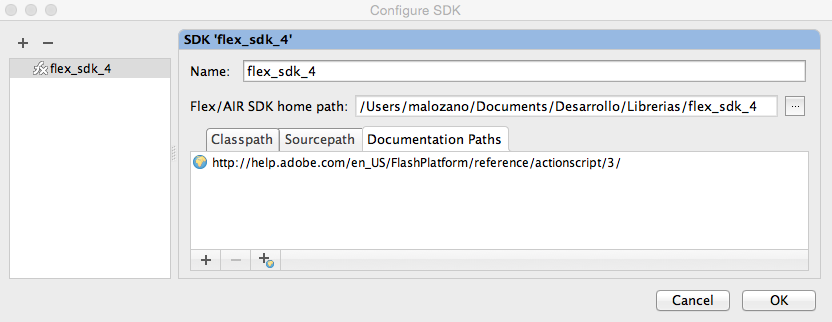 Configure SDK
flex_sdk_4
SDK 'flex_sdk_4'
Name: flex_sdk_4
Flex/AIR SDK home path: /Users/malozano/Documents/Desarrollo/Librerias/flex_sdk_4 ...
Classpath Sourcepath Documentation Paths
http://help.adobe.com/en_US/FlashPlatform/reference/actionscript/3/
Cancel OK